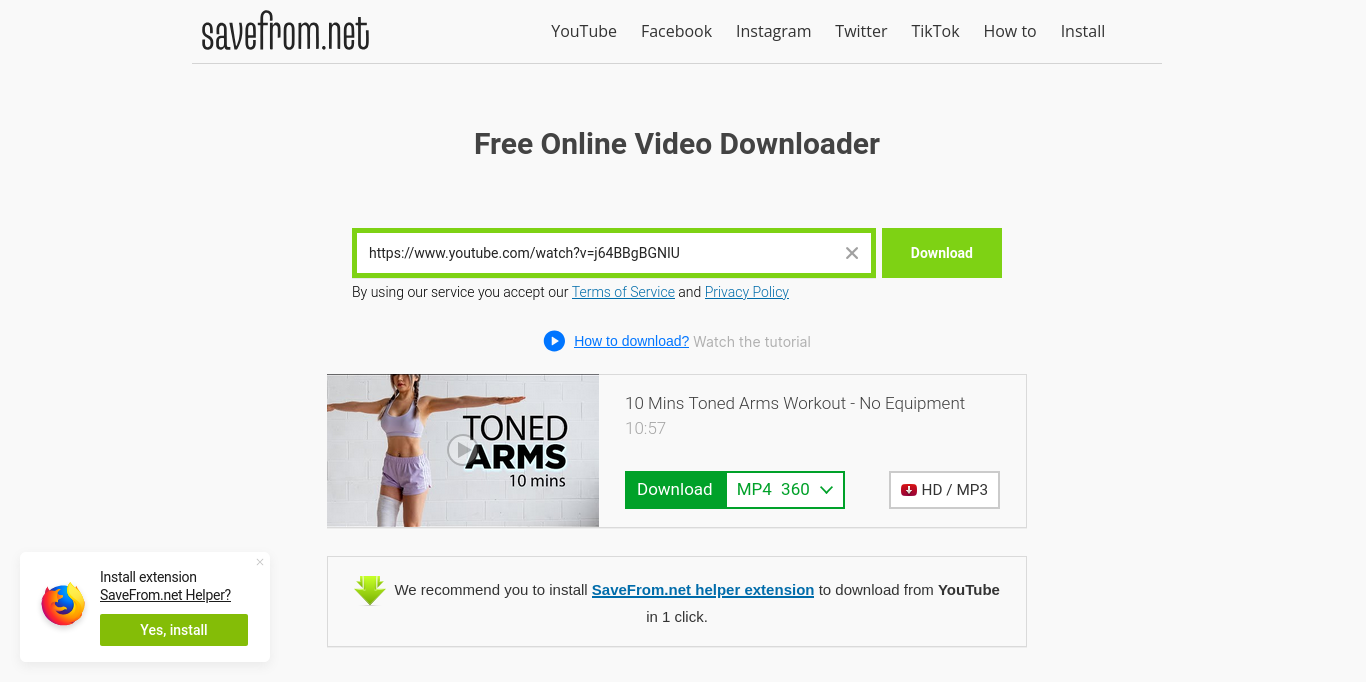 savefrom.net
YouTube Facebook Instagram Twitter TikTok How to Install
Free Online Video Downloader
https://www.youtube.com/watch?v=j64BBgBGNIU
Download
By using our service you accept our Terms of Service and Privacy Policy
How to download? Watch the tutorial
TONED
ARMS
10 mins
10 Mins Toned Arms Workout - No Equipment
10:57
Download MP4 360
HD / MP3
We recommend you to install SaveFrom.net helper extension to download from YouTube
in 1 click.
Install extension
SaveFrom.net Helper?
Yes, install